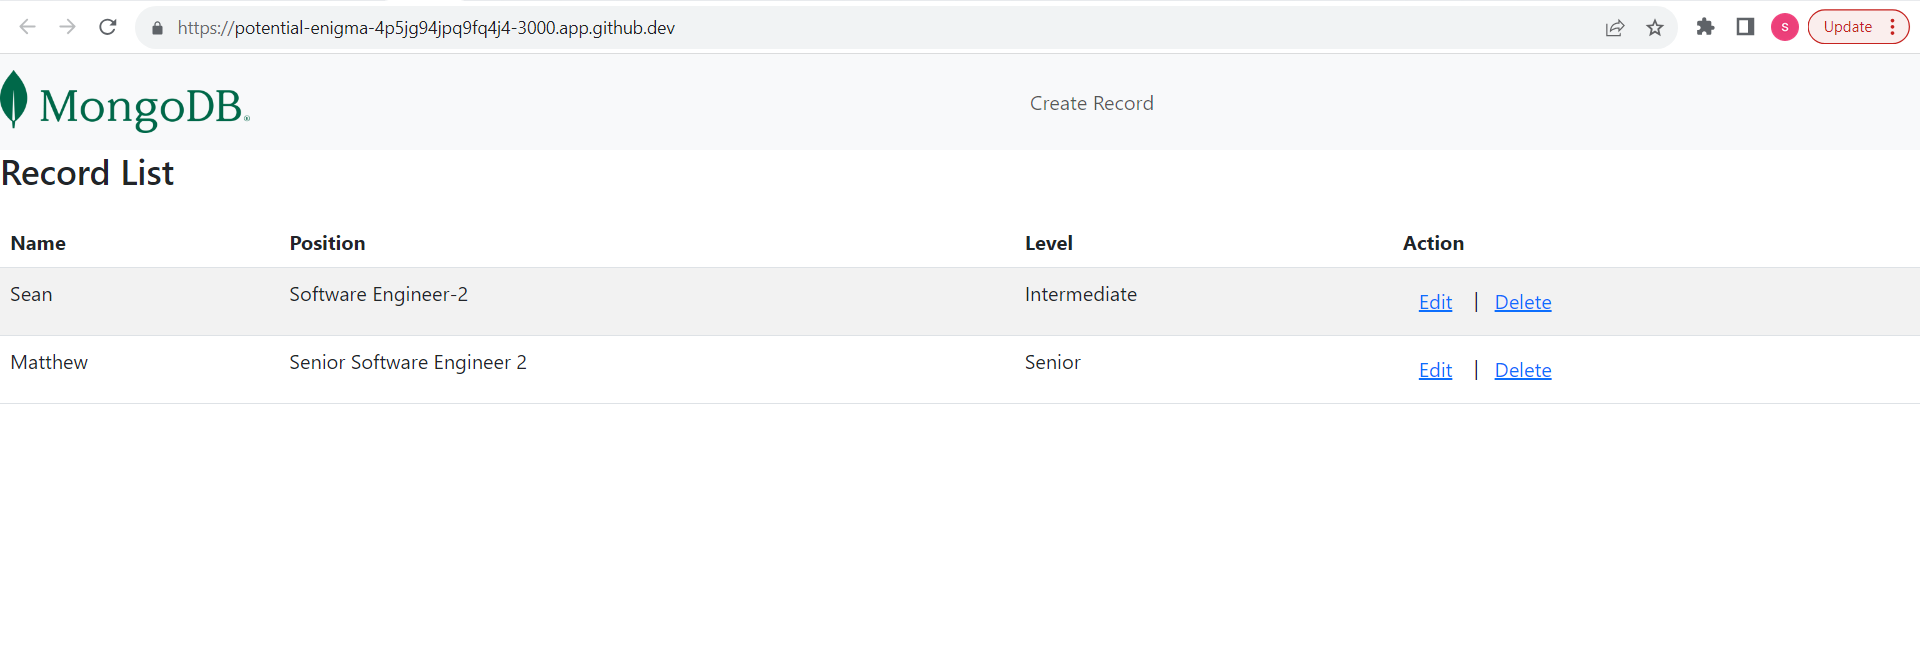 https://potential-enigma-4p5jg94jpq9fq4j4-3000.app.github.dev
S
Update
MongoDB®
Create Record
Record List
Name Position Level Action
Sean Software Engineer-2 Intermediate Edit | Delete
Matthew Senior Software Engineer 2 Senior Edit | Delete